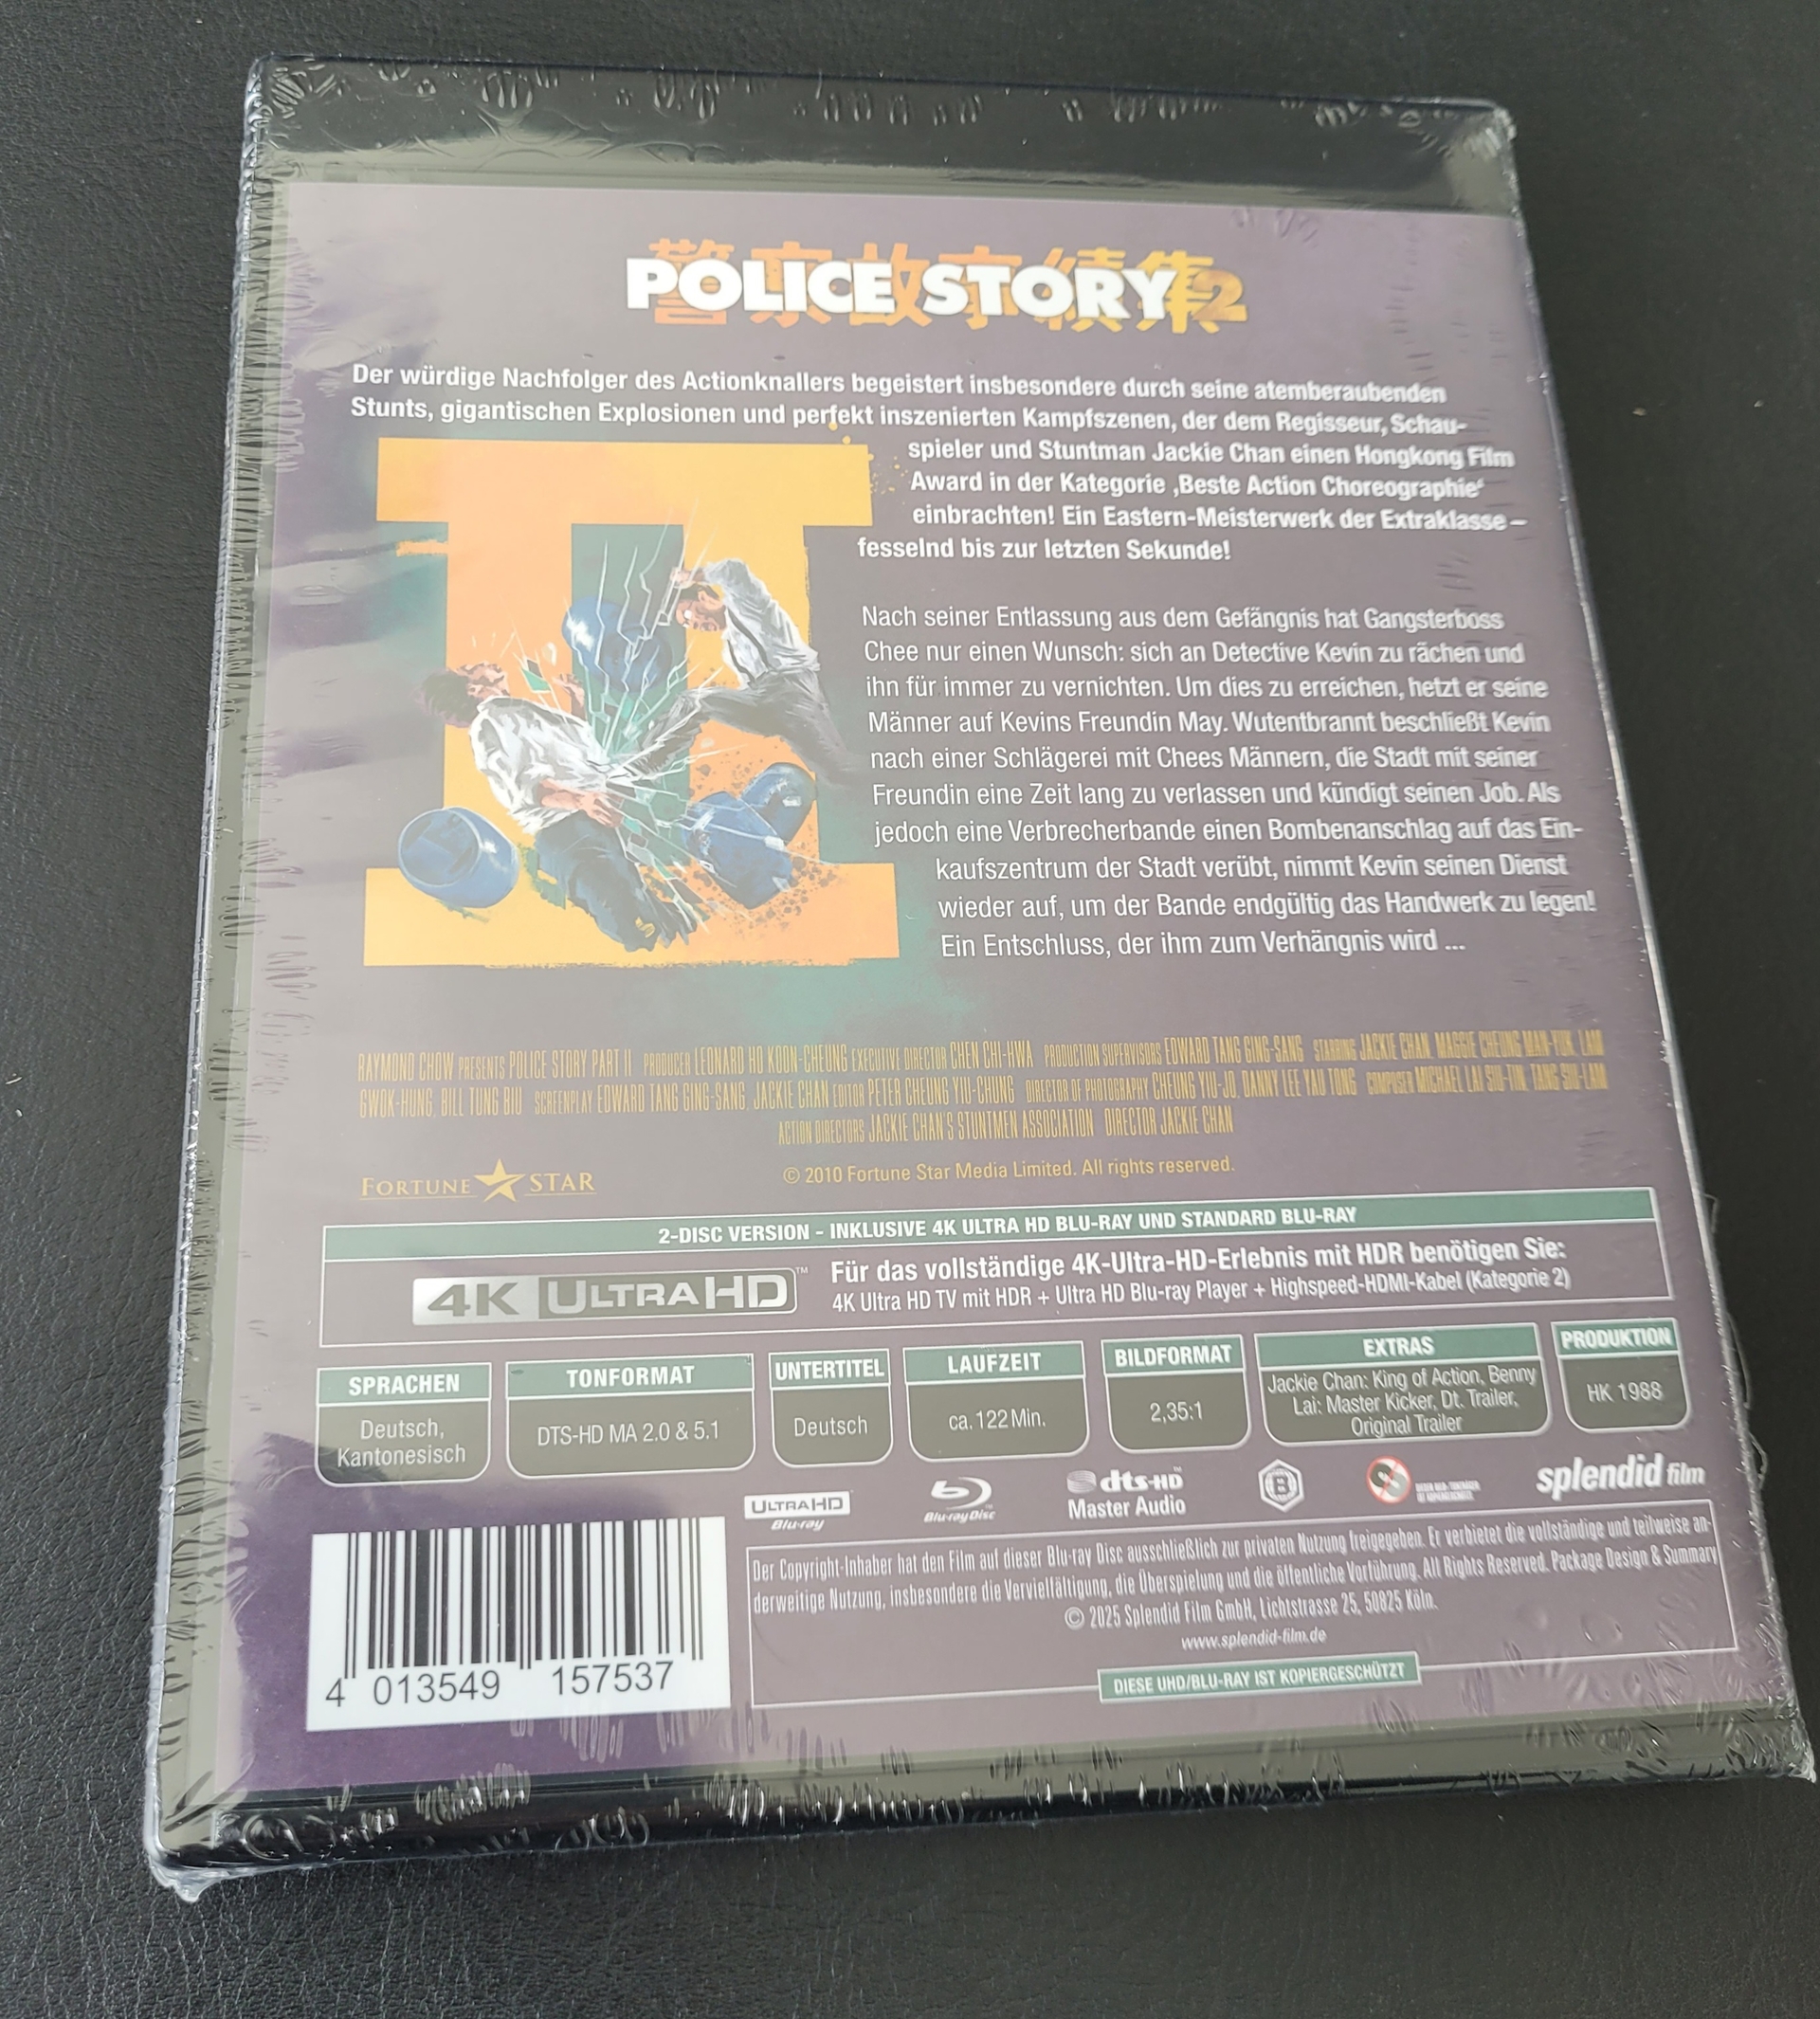 警察故事續集
POLICE STORY 2
Der würdige Nachfolger des Actionknallers begeistert insbesondere durch seine atemberaubenden
Stunts, gigantischen Explosionen und perfekt inszenierten Kampfszenen, der dem Regisseur, Schau-
spieler und Stuntman Jackie Chan einen Hongkong Film
Award in der Kategorie ‚Beste Action Choreographie‘
einbrachten! Ein Eastern-Meisterwerk der Extraklasse –
fesselnd bis zur letzten Sekunde!
Nach seiner Entlassung aus dem Gefängnis hat Gangsterboss
Chee nur einen Wunsch: sich an Detective Kevin zu rächen und
ihn für immer zu vernichten. Um dies zu erreichen, hetzt er seine
Männer auf Kevins Freundin May. Wutentbrannt beschließt Kevin
nach einer Schlägerei mit Chees Männern, die Stadt mit seiner
Freundin eine Zeit lang zu verlassen und kündigt seinen Job. Als
jedoch eine Verbrecherbande einen Bombenanschlag auf das Ein-
kaufszentrum der Stadt verübt, nimmt Kevin seinen Dienst
wieder auf, um der Bande endgültig das Handwerk zu legen!
Ein Entschluss, der ihm zum Verhängnis wird ...
RAYMOND CHOW PRESENTS POLICE STORY PART II PRODUCER LEONARD HO KOON-CHEUNG EXECUTIVE DIRECTOR CHEN CHI-HWA PRODUCTION SUPERVISORS EDWARD TANG GING-SANG STARRING JACKIE CHAN, MAGGIE CHEUNG MAN-YUK, LAM
GWOK-HUNG, BILL TUNG BIU SCREENPLAY EDWARD TANG GING-SANG, JACKIE CHAN EDITOR PETER CHEUNG YIU-CHUNG DIRECTOR OF PHOTOGRAPHY CHEUNG YIU-JO, DANNY LEE YAU TONG COMPOSER MICHAEL LAI SIU-TIN, TANG SIU-LAM
ACTION DIRECTORS JACKIE CHAN'S STUNTMEN ASSOCIATION DIRECTOR JACKIE CHAN
FORTUNE STAR
© 2010 Fortune Star Media Limited. All rights reserved.
2-DISC VERSION - INKLUSIVE 4K ULTRA HD BLU-RAY UND STANDARD BLU-RAY
4K ULTRA HD™
Für das vollständige 4K-Ultra-HD-Erlebnis mit HDR benötigen Sie:
4K Ultra HD TV mit HDR + Ultra HD Blu-ray Player + Highspeed-HDMI-Kabel (Kategorie 2)
SPRACHEN
Deutsch,
Kantonesisch
TONFORMAT
DTS-HD MA 2.0 & 5.1
UNTERTITEL
Deutsch
LAUFZEIT
ca. 122 Min.
BILDFORMAT
2,35:1
EXTRAS
Jackie Chan: King of Action, Benny
Lai: Master Kicker, Dt. Trailer,
Original Trailer
PRODUKTION
HK 1988
ULTRA HD
Blu-ray
Blu-ray Disc
dts-HD
Master Audio
B
splendid film
Der Copyright-Inhaber hat den Film auf dieser Blu-ray Disc ausschließlich zur privaten Nutzung freigegeben. Er verbietet die vollständige und teilweise an-
derweitige Nutzung, insbesondere die Vervielfältigung, die Überspielung und die öffentliche Vorführung. All Rights Reserved. Package Design & Summary
© 2025 Splendid Film GmbH, Lichtstrasse 25, 50825 Köln.
www.splendid-film.de
DIESE UHD/BLU-RAY IST KOPIERGESCHÜTZT
4 013549 157537